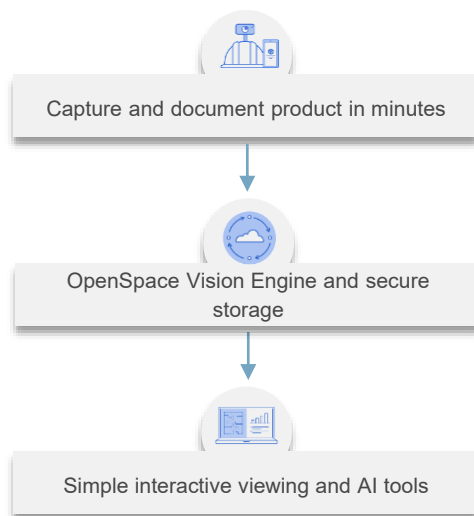 Capture and document product in minutes
OpenSpace Vision Engine and secure
storage
Simple interactive viewing and AI tools